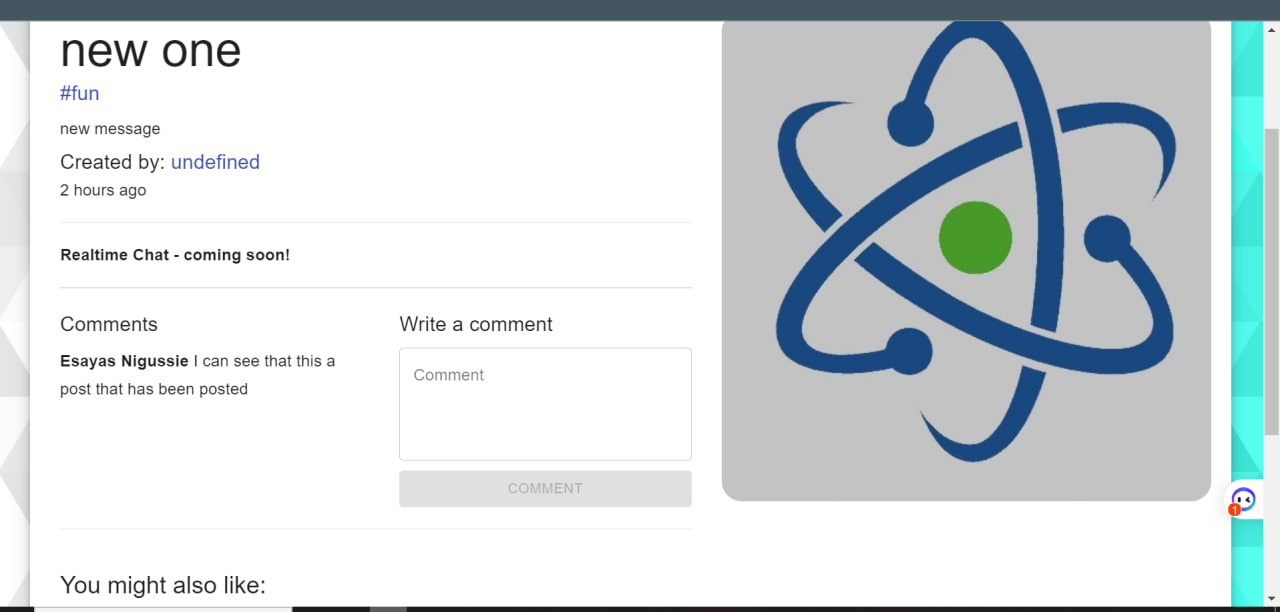 new one
#fun
new message
Created by: undefined
2 hours ago
Realtime Chat - coming soon!
Comments
Esayas Nigussie I can see that this a
post that has been posted
Write a comment
Comment
COMMENT
1
You might also like: